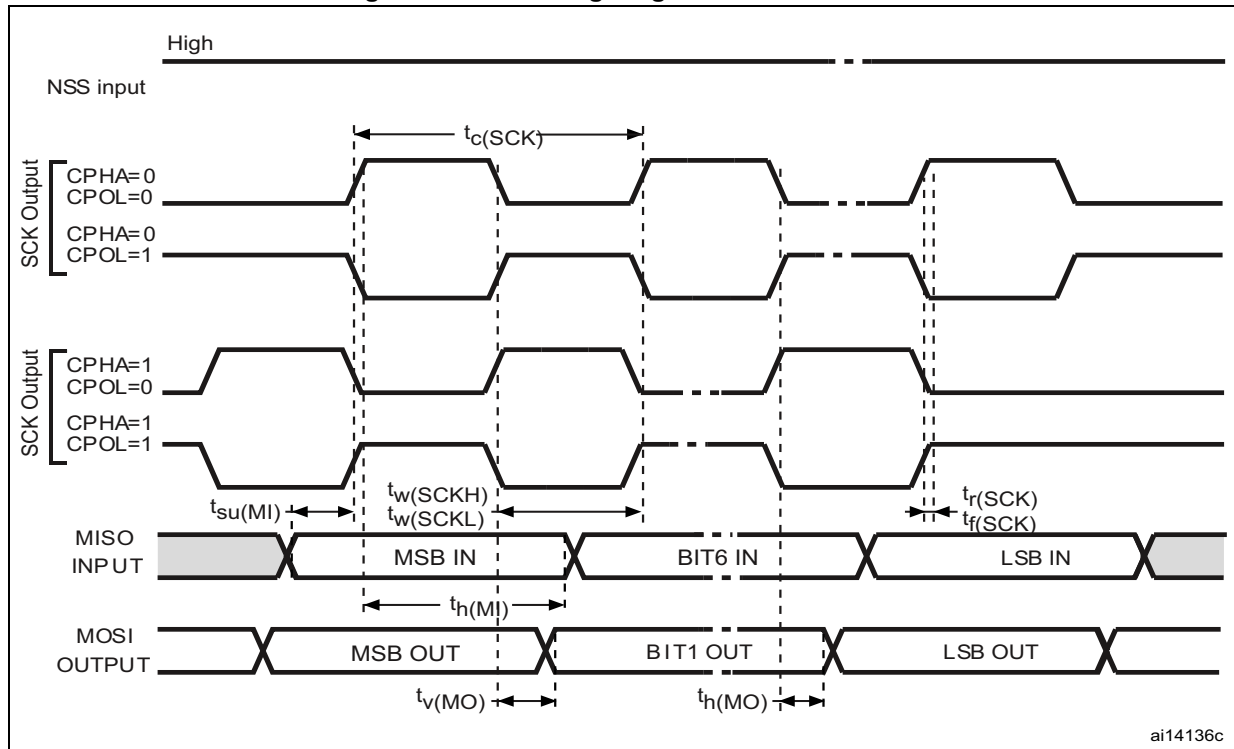 High
NSS input
tc(SCK)
SCK Output
CPHA=0
CPOL=0
CPHA=0
CPOL=1
SCK Output
CPHA=1
CPOL=0
CPHA=1
CPOL=1
tsu(MI)
tw(SCKH)
tw(SCKL)
tr(SCK)
tf(SCK)
MISO
INPUT
MSB IN
BIT6 IN
LSB IN
th(MI)
MOSI
OUTPUT
MSB OUT
BIT1 OUT
LSB OUT
tv(MO)
th(MO)
ai14136c